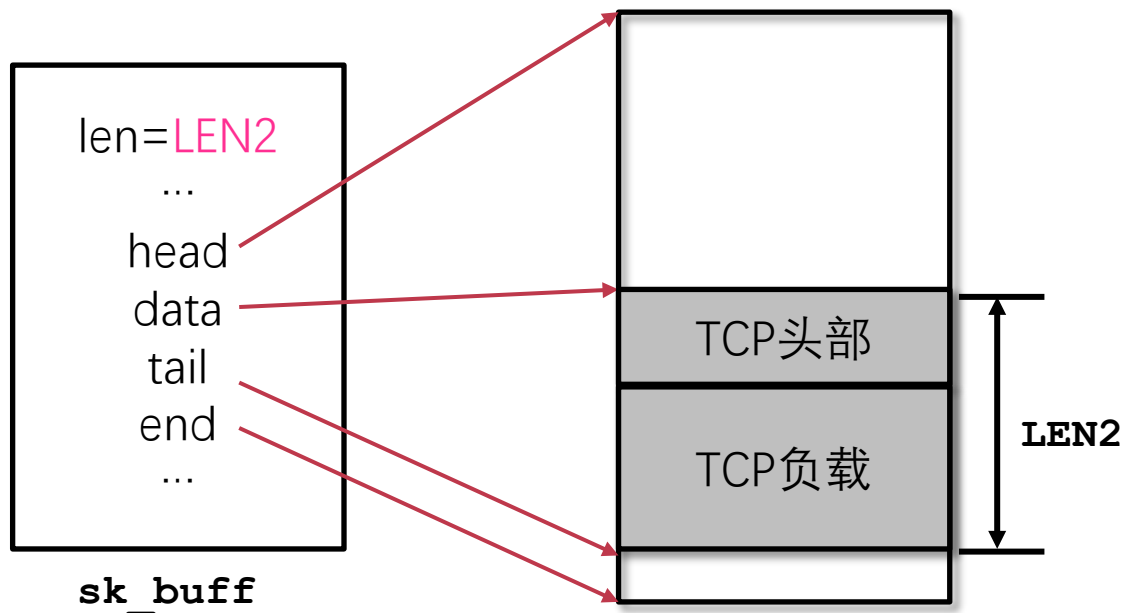 len=LEN2
...
head
data
tail
end
...
sk_buff
TCP头部
TCP负载
LEN2